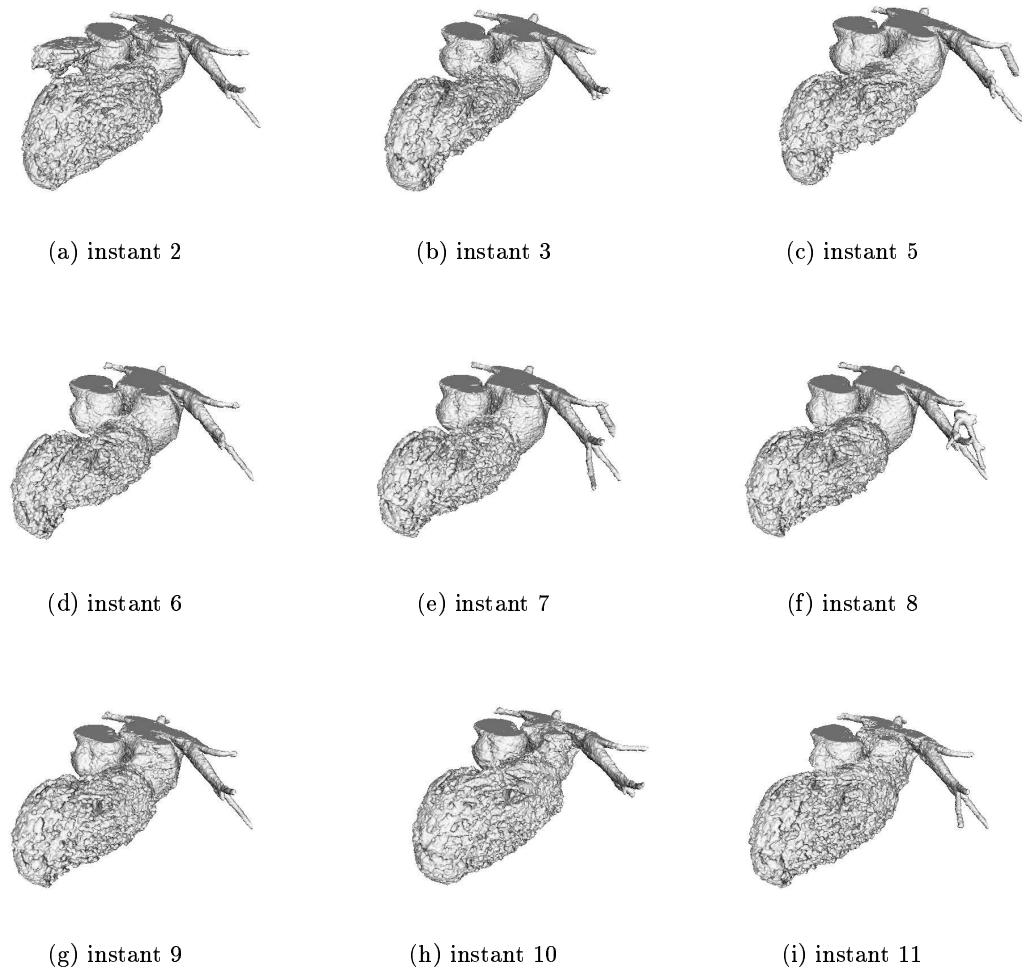 (a) instant 2
(b) instant 3
(c) instant 5
(d) instant 6
(e) instant 7
(f) instant 8
(g) instant 9
(h) instant 10
(i) instant 11